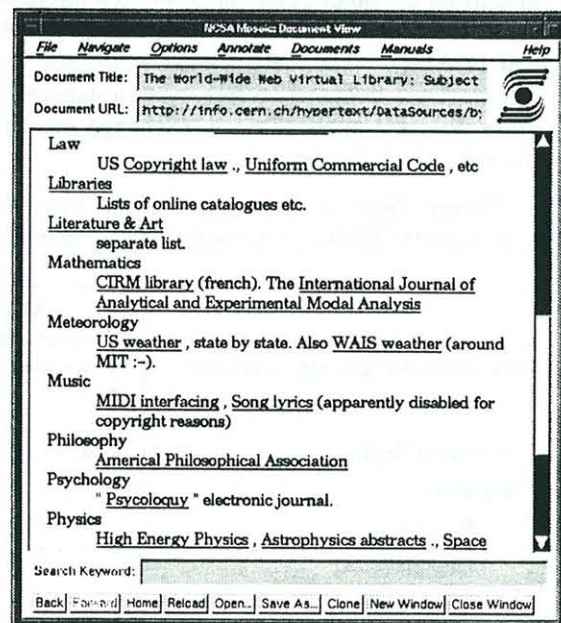 NCSA Mosaic: Document View
File Navigate Options Annotate Documents Manuals Help
Document Title: The World-Wide Web Virtual Library: Subject
Document URL: http://info.cern.ch/hypertext/DataSources/by
Law
US Copyright law ., Uniform Commercial Code , etc
Libraries
Lists of online catalogues etc.
Literature & Art
separate list.
Mathematics
CIRM library (french). The International Journal of
Analytical and Experimental Modal Analysis
Meteorology
US weather , state by state. Also WAIS weather (around
MIT :-).
Music
MIDI interfacing , Song lyrics (apparently disabled for
copyright reasons)
Philosophy
Americal Philosophical Association
Psychology
" Psycoloquy " electronic journal.
Physics
High Energy Physics , Astrophysics abstracts ., Space
Search Keyword:
Back Forward Home Reload Open... Save As... Clone New Window Close Window